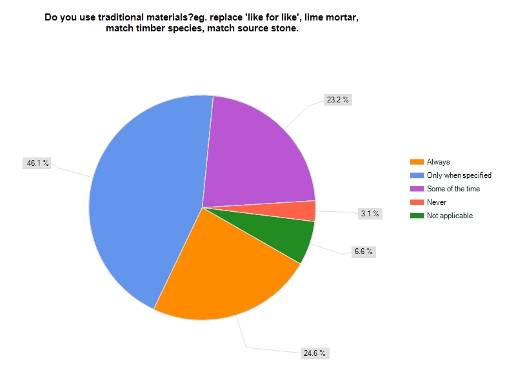 Do you use traditional materials?eg. replace 'like for like', lime mortar,
match timber species, match source stone.
23.2 %
46.1 %
Always
Only when specified
Some of the time
Never
Not applicable
3.1 %
6.6 %
24.6 %